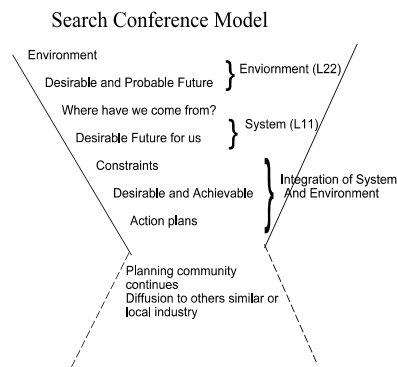 Search Conference Model
Environment
Desirable and Probable Future
Enviornment (L22)
Where have we come from?
Desirable Future for us
System (L11)
Constraints
Desirable and Achievable
Action plans
Integration of System
And Environment
Planning community
continues
Diffusion to others similar or
local industry